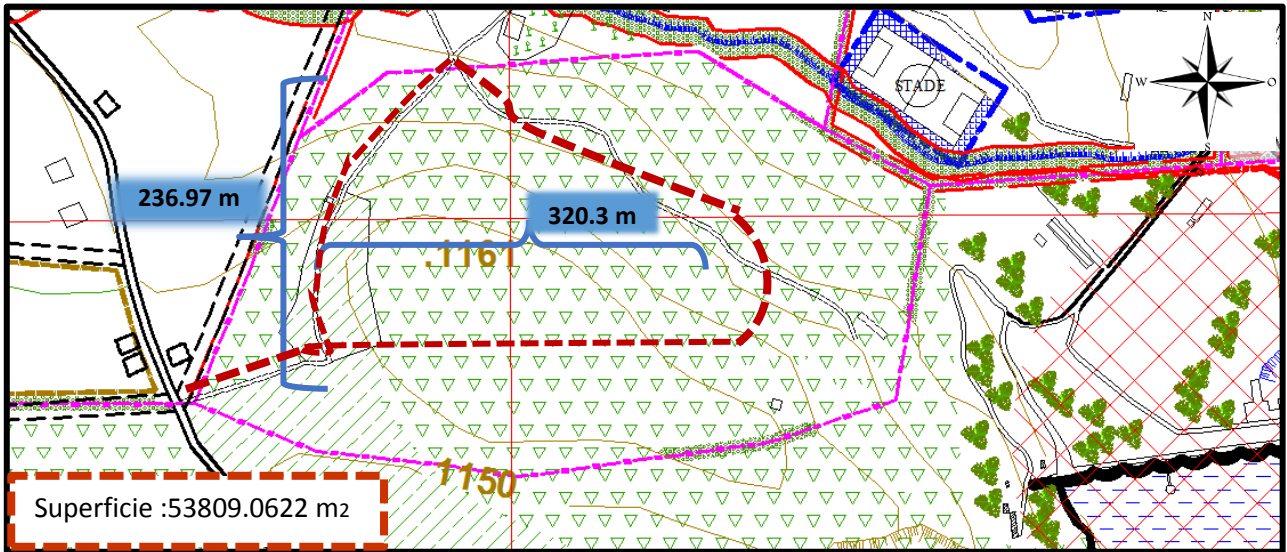 N
STADE
W
O
S
236.97 m
320.3 m
.1161
1150
Superficie :53809.0622 m2